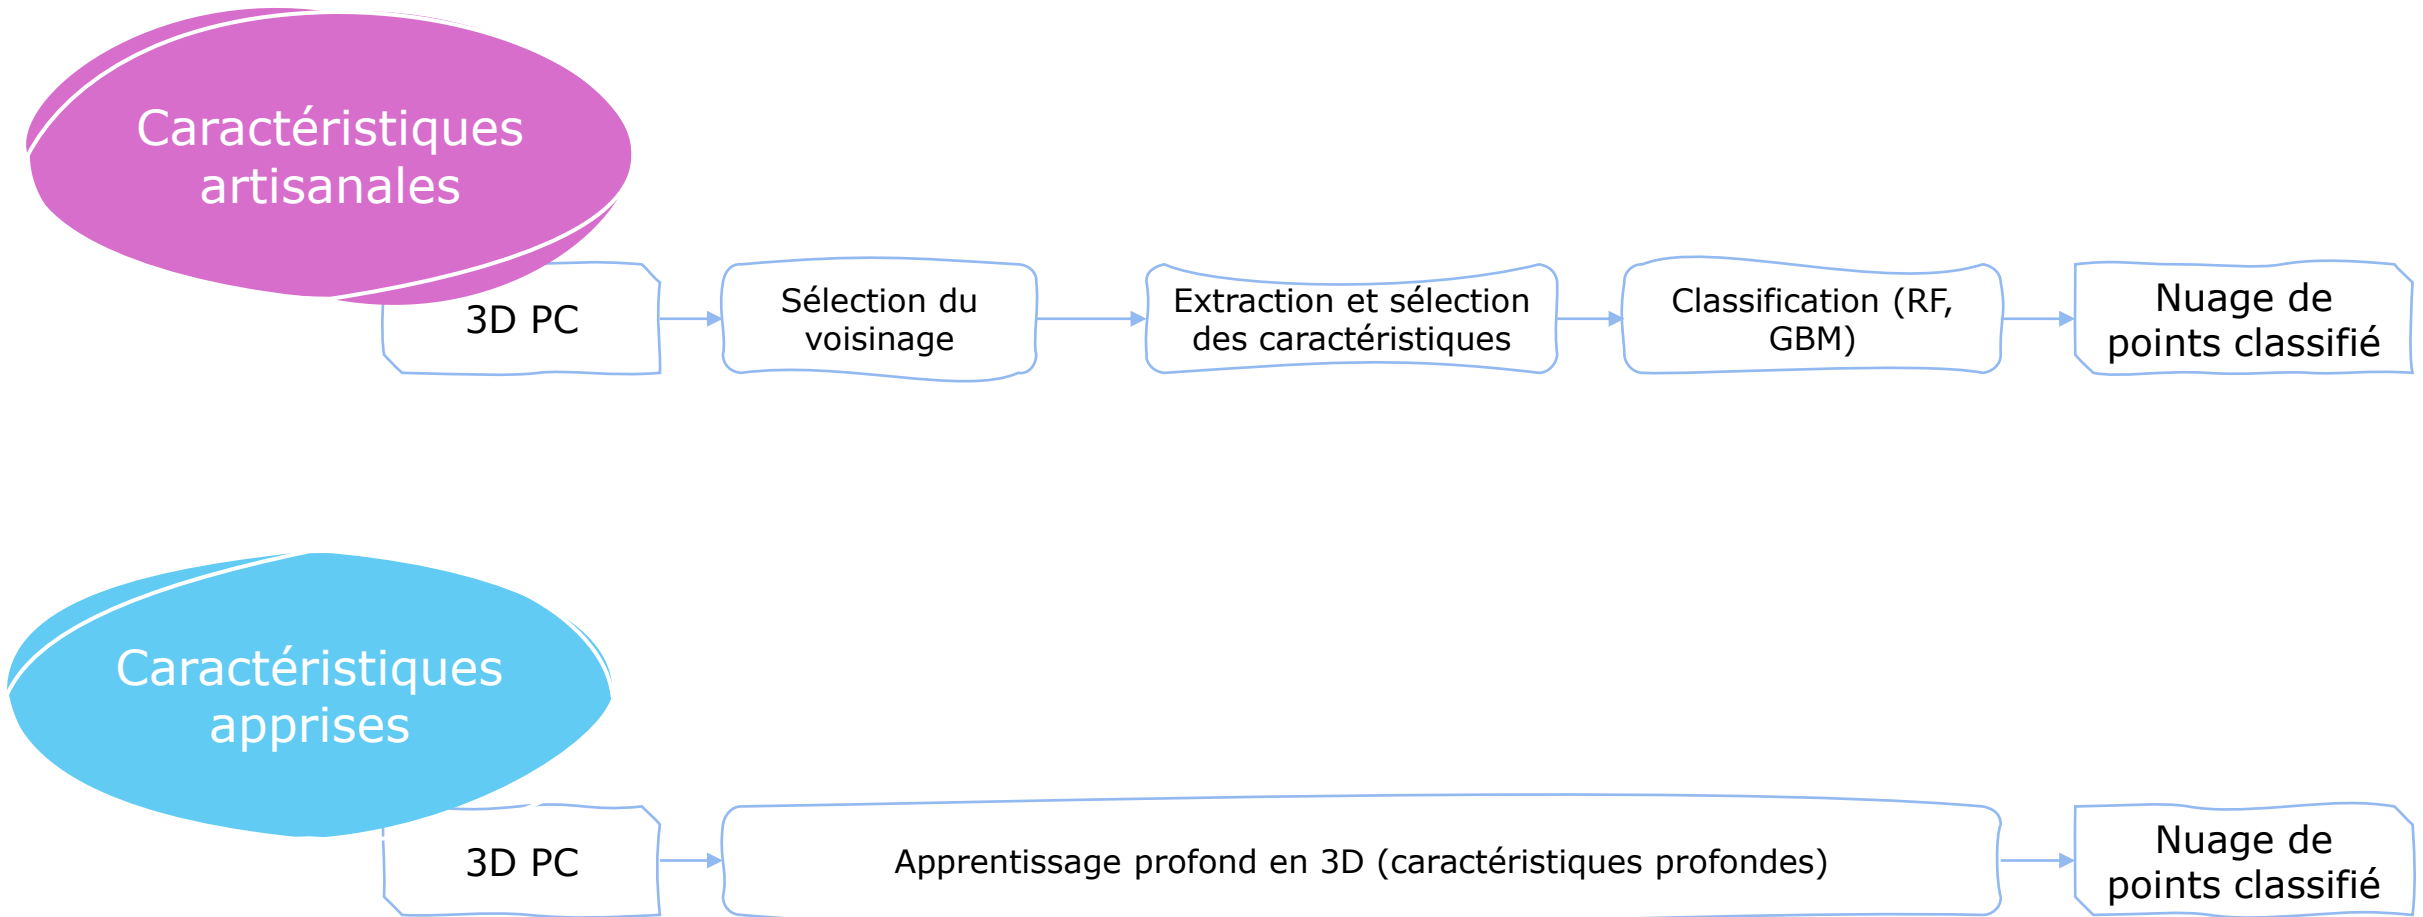 Caractéristiques
artisanales
3D PC
Sélection du
voisinage
Extraction et sélection
des caractéristiques
Classification (RF,
GBM)
Nuage de
points classifié
Caractéristiques
apprises
3D PC
Apprentissage profond en 3D (caractéristiques profondes)
Nuage de
points classifié